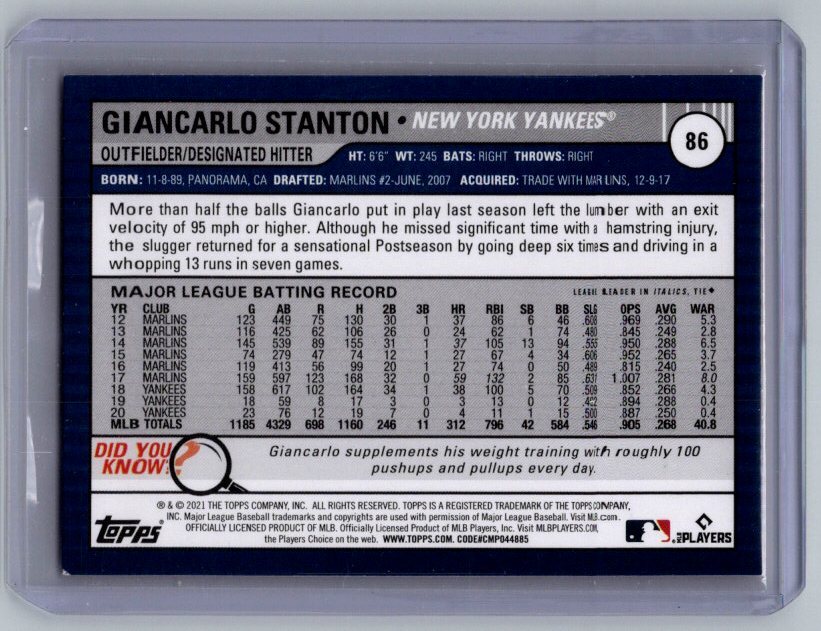 GIANCARLO STANTON • NEW YORK YANKEES®
86
OUTFIELDER/DESIGNATED HITTER HT: 6'6" WT: 245 BATS: RIGHT THROWS: RIGHT
BORN: 11-8-89, PANORAMA, CA DRAFTED: MARLINS #2-JUNE, 2007 ACQUIRED: TRADE WITH MARLINS, 12-9-17
More than half the balls Giancarlo put in play last season left the lumber with an exit
velocity of 95 mph or higher. Although he missed significant time with a hamstring injury,
the slugger returned for a sensational Postseason by going deep six times and driving in a
whopping 13 runs in seven games.
MAJOR LEAGUE BATTING RECORD LEAGUE LEADER IN ITALICS, TIE◆
YR CLUB G AB R H 2B 3B HR RBI SB BB SLG OPS AVG WAR
12 MARLINS 123 449 75 130 30 1 37 86 6 46 .608 .969 .290 5.3
13 MARLINS 116 425 62 106 26 0 24 62 1 74 .480 .845 .249 2.8
14 MARLINS 145 539 89 155 31 1 37 105 13 94 .555 .950 .288 6.5
15 MARLINS 74 279 47 74 12 1 27 67 4 34 .606 .952 .265 3.7
16 MARLINS 119 413 56 99 20 1 27 74 0 50 .489 .815 .240 2.5
17 MARLINS 159 597 123 168 32 0 59 132 2 85 .631 1.007 .281 8.0
18 YANKEES 158 617 102 164 34 1 38 100 5 70 .509 .852 .266 4.3
19 YANKEES 18 59 8 17 3 0 3 13 0 12 .492 .894 .288 0.4
20 YANKEES 23 76 12 19 7 0 4 11 1 15 .500 .887 .250 0.4
MLB TOTALS 1185 4329 698 1160 246 11 312 796 42 584 .546 .905 .268 40.8
DID YOU
KNOW?
Giancarlo supplements his weight training with roughly 100
pushups and pullups every day.
® & © 2021 THE TOPPS COMPANY, INC. ALL RIGHTS RESERVED. TOPPS IS A REGISTERED TRADEMARK OF THE TOPPS COMPANY,
INC. Major League Baseball trademarks and copyrights are used with permission of Major League Baseball. Visit MLB.com.
OFFICIALLY LICENSED PRODUCT OF MLB. Officially Licensed Product of MLB Players, Inc. Visit MLBPLAYERS.COM,
the Players Choice on the web. WWW.TOPPS.COM. CODE#CMP044885
topps®
MLB PLAYERS